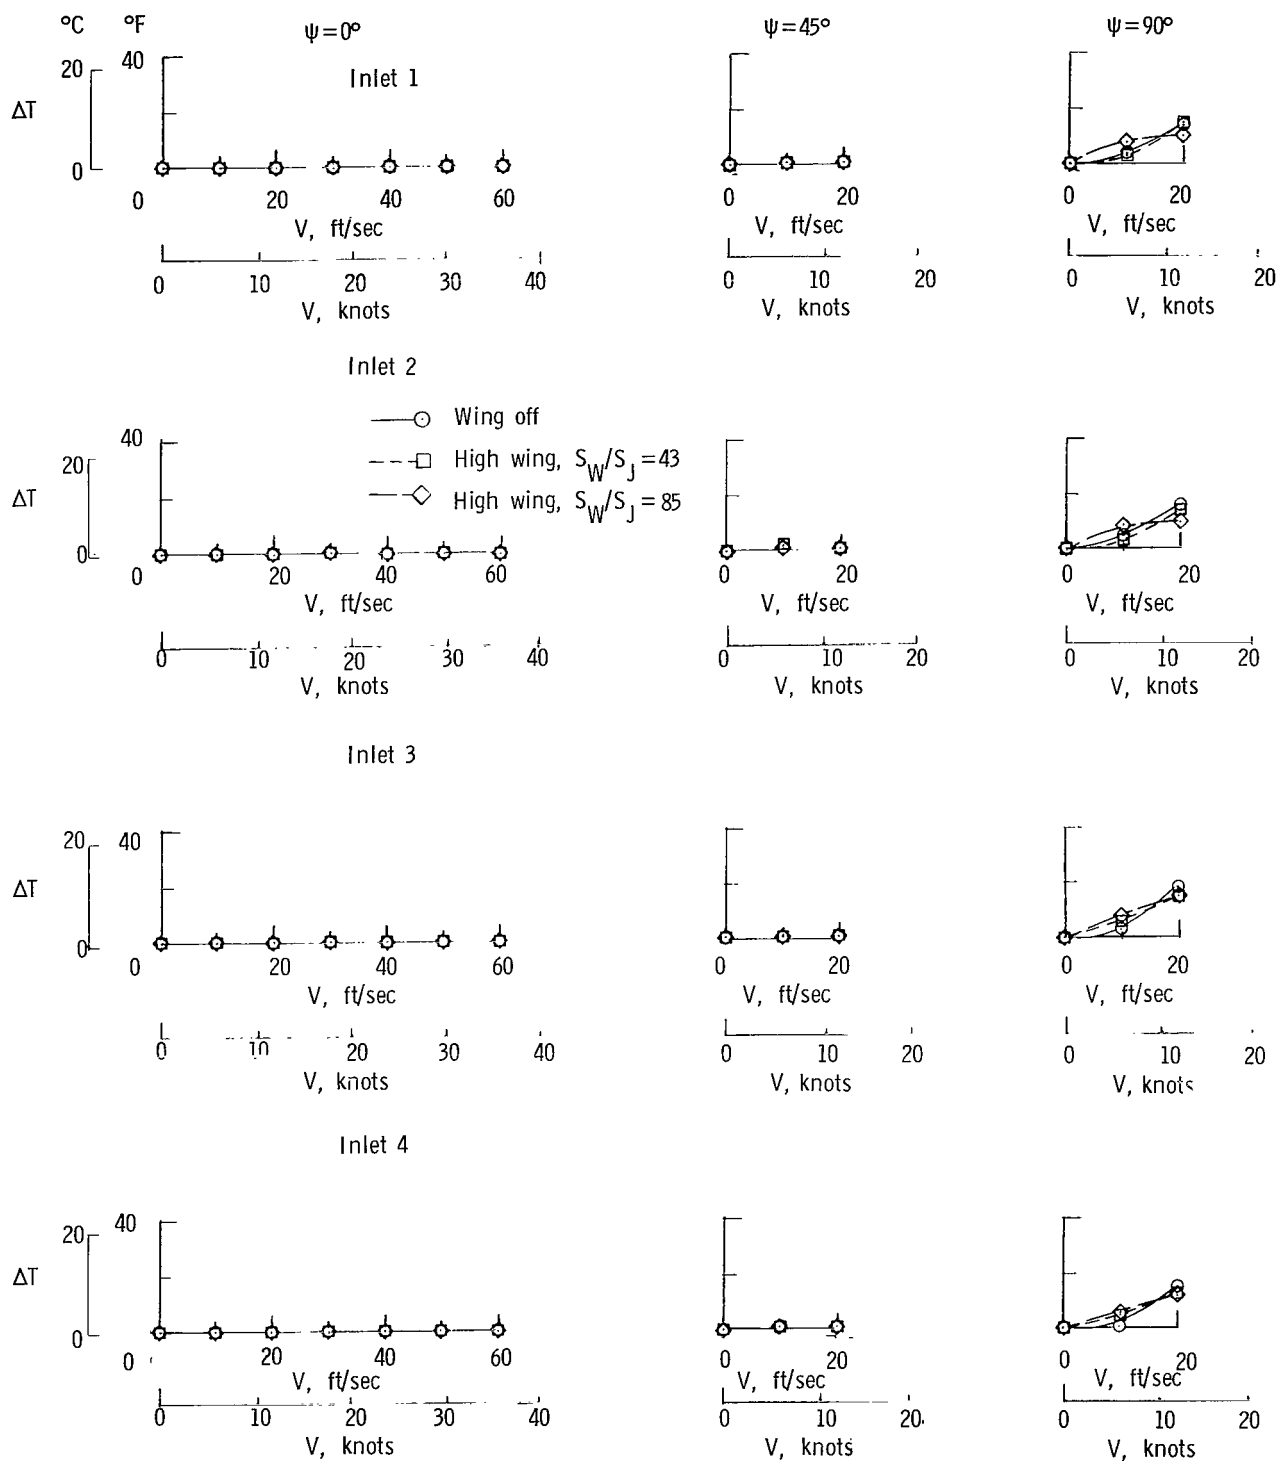 °C °F ψ=0° ψ=45° ψ=90°
20 40 Inlet 1
ΔT
0
0 20 40 60 0 20 0 20
V, ft/sec V, ft/sec V, ft/sec
0 10 20 30 40 0 10 20 0 10 20
V, knots V, knots V, knots
Inlet 2
Wing off
40
20 High wing, S_W/S_J=43
ΔT High wing, S_W/S_J=85
0
0 20 40 60 0 20 0 20
V, ft/sec V, ft/sec V, ft/sec
0 10 20 30 40 0 10 20 0 10 20
V, knots V, knots V, knots
Inlet 3
20 40
ΔT
0
0 20 40 60 0 20 0 20
V, ft/sec V, ft/sec V, ft/sec
0 10 20 30 40 0 10 20 0 10 20
V, knots V, knots V, knots
Inlet 4
20 40
ΔT
0
0 20 40 60 0 20 0 20
V, ft/sec V, ft/sec V, ft/sec
0 10 20 30 40 0 10 20 0 10 20
V, knots V, knots V, knots